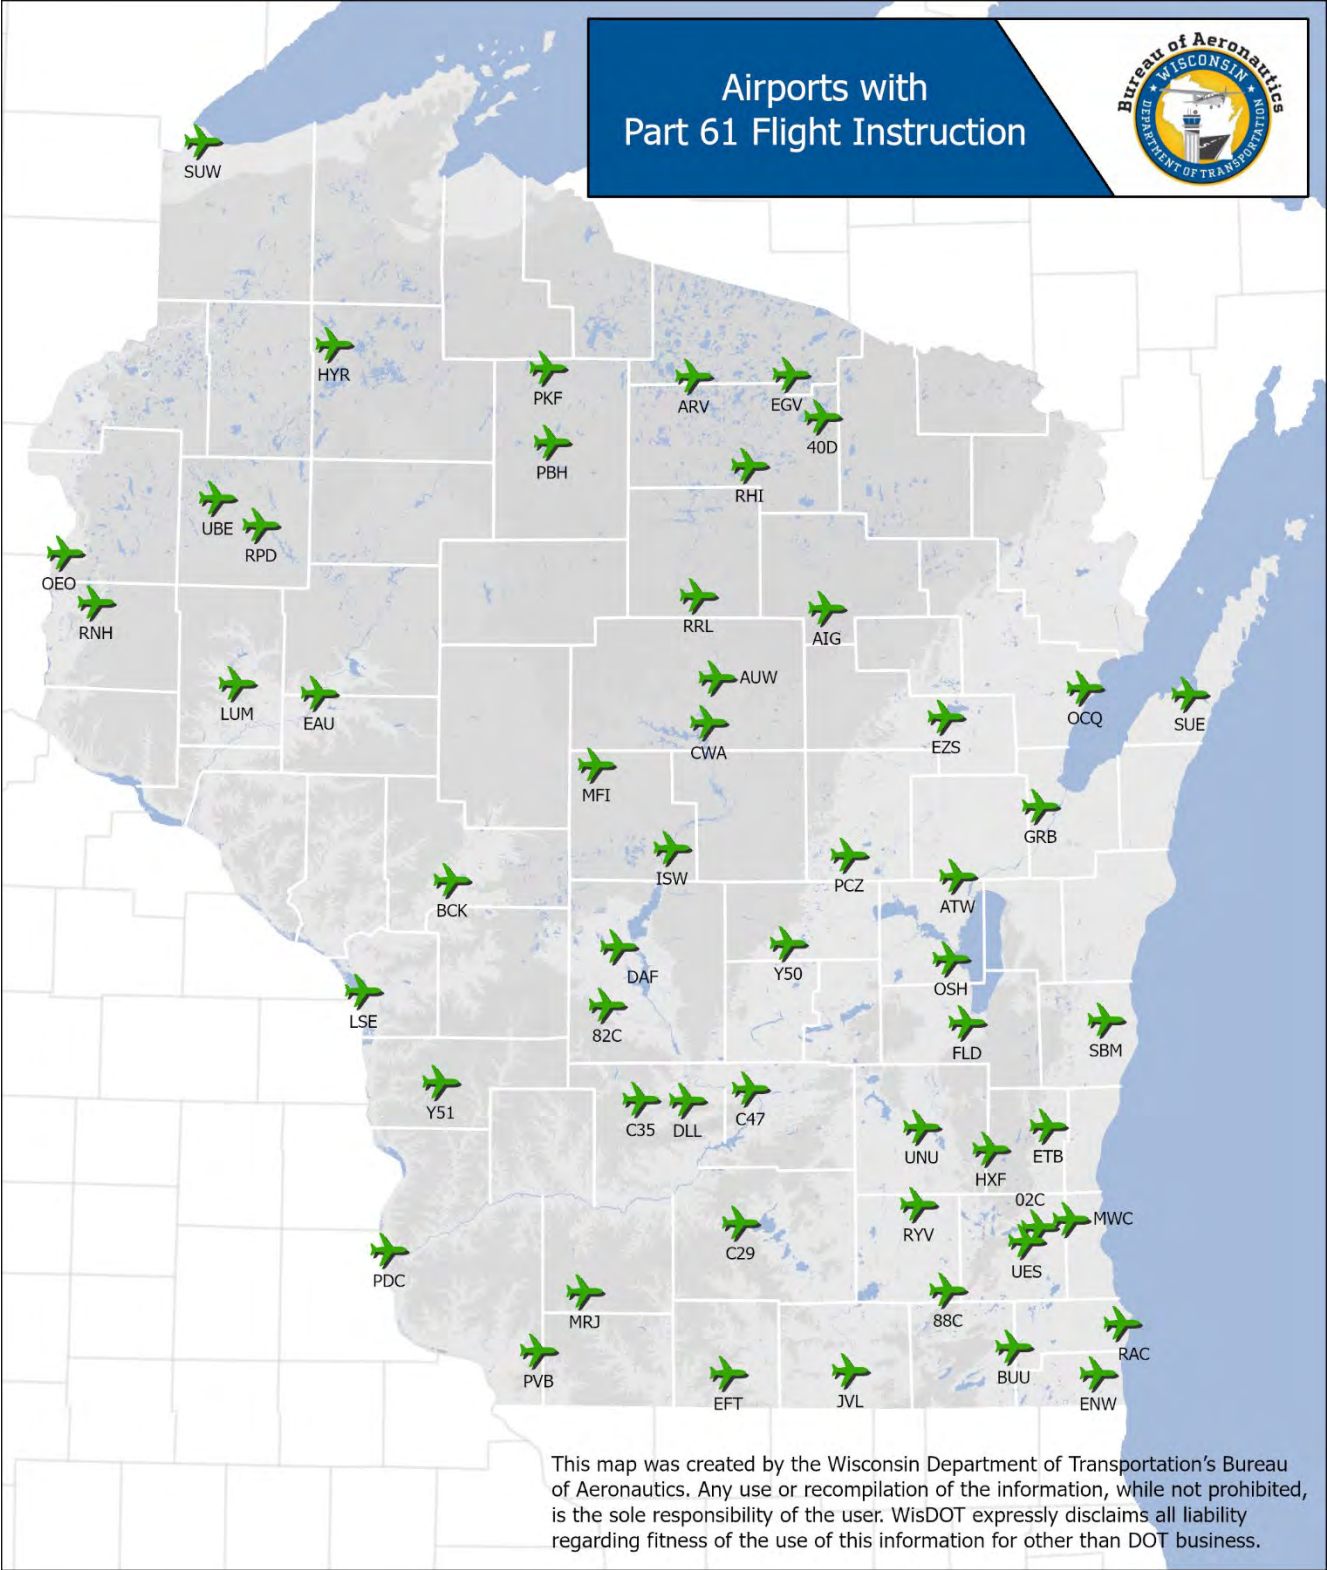 Airports with
Part 61 Flight Instruction
Bureau of Aeronautics
WISCONSIN
DEPARTMENT OF TRANSPORTATION
SUW
HYR
PKF
ARV
EGV
40D
PBH
RHI
UBE
RPD
OEO
RNH
RRL
AIG
LUM
EAU
AUW
CWA
EZS
OCQ
SUE
MFI
GRB
ISW
PCZ
ATW
BCK
DAF
Y50
OSH
LSE
82C
FLD
SBM
Y51
C35
DLL
C47
UNU
HXF
ETB
02C
MWC
RYV
C29
UES
PDC
MRJ
88C
RAC
PVB
EFT
JVL
BUU
ENW
This map was created by the Wisconsin Department of Transportation's Bureau
of Aeronautics. Any use or recompilation of the information, while not prohibited,
is the sole responsibility of the user. WisDOT expressly disclaims all liability
regarding fitness of the use of this information for other than DOT business.